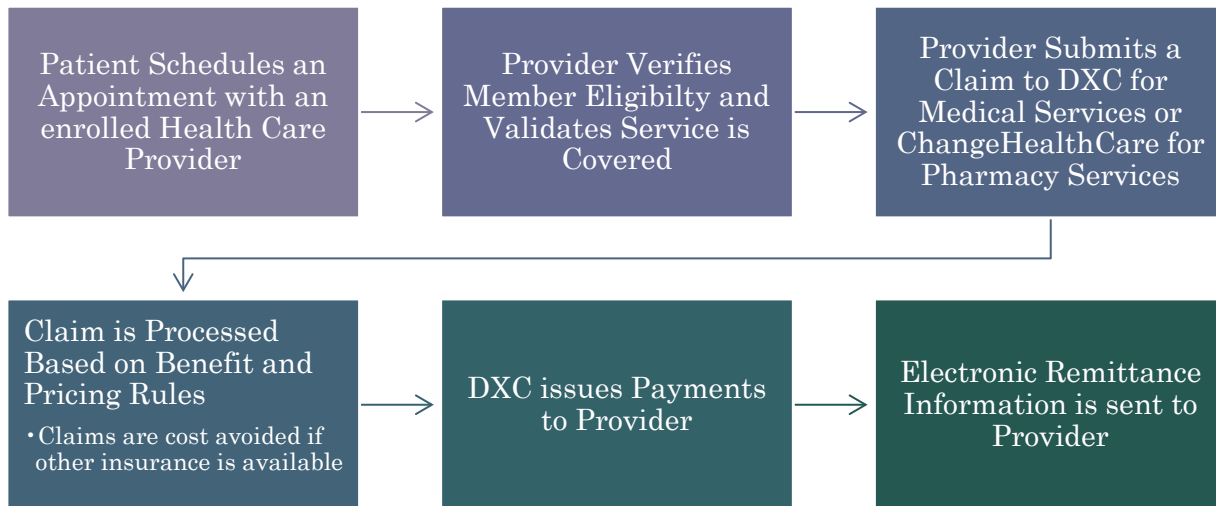 Patient Schedules an
Appointment with an
enrolled Health Care
Provider
Provider Verifies
Member Eligibilty and
Validates Service is
Covered
Provider Submits a
Claim to DXC for
Medical Services or
ChangeHealthCare for
Pharmacy Services
Claim is Processed
Based on Benefit and
Pricing Rules
•Claims are cost avoided if
other insurance is available
DXC issues Payments
to Provider
Electronic Remittance
Information is sent to
Provider